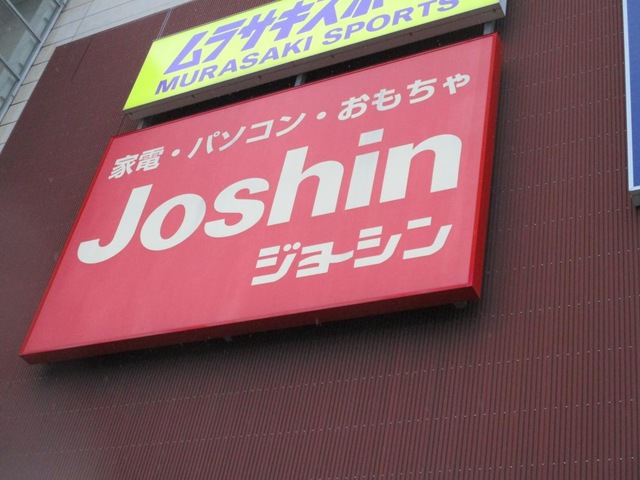 ムラサキスポー
MURASAKI SPORTS
家電・パソコン・おもちゃ
Joshin
ジョーシン